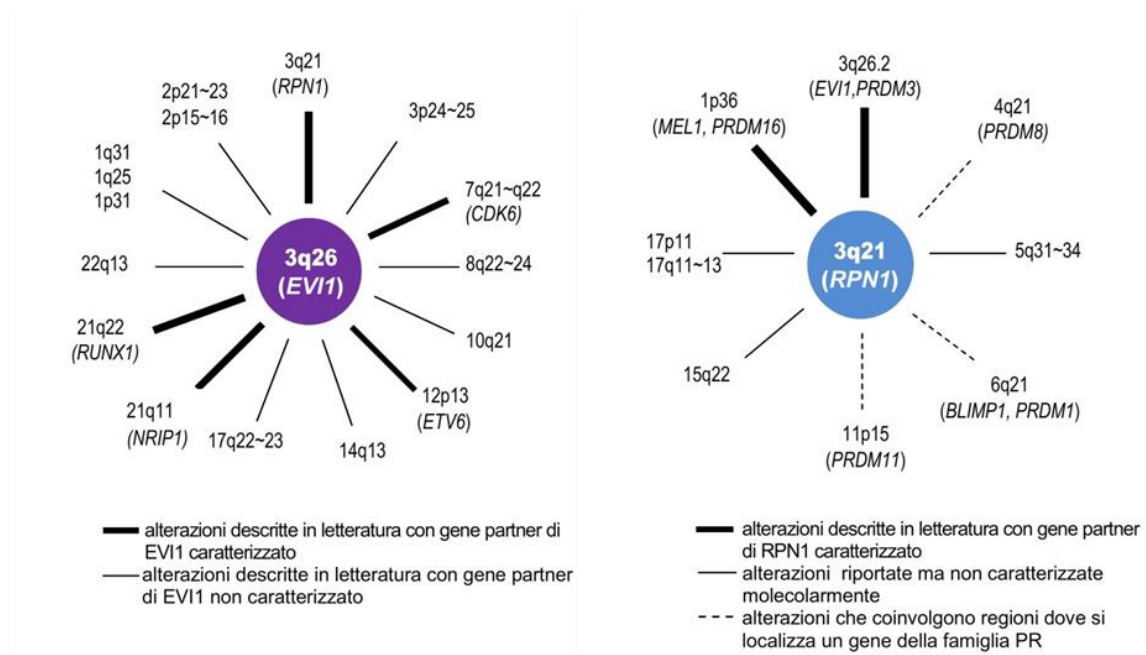 3q21
(RPN1)
2p21~23
2p15~16
3p24~25
1q31
1q25
1p31
7q21~q22
(CDK6)
3q26
(EVI1)
22q13
8q22~24
21q22
(RUNX1)
10q21
21q11
(NRIP1)
12p13
(ETV6)
17q22~23
14q13
alterazioni descritte in letteratura con gene partner di
EVI1 caratterizzato
alterazioni descritte in letteratura con gene partner
di EVI1 non caratterizzato
3q26.2
(EVI1,PRDM3)
1p36
(MEL1, PRDM16)
4q21
(PRDM8)
17p11
17q11~13
3q21
(RPN1)
5q31~34
15q22
6q21
(BLIMP1, PRDM1)
11p15
(PRDM11)
alterazioni descritte in letteratura con gene partner
di RPN1 caratterizzato
alterazioni riportate ma non caratterizzate
molecolarmente
alterazioni che coinvolgono regioni dove si
localizza un gene della famiglia PR